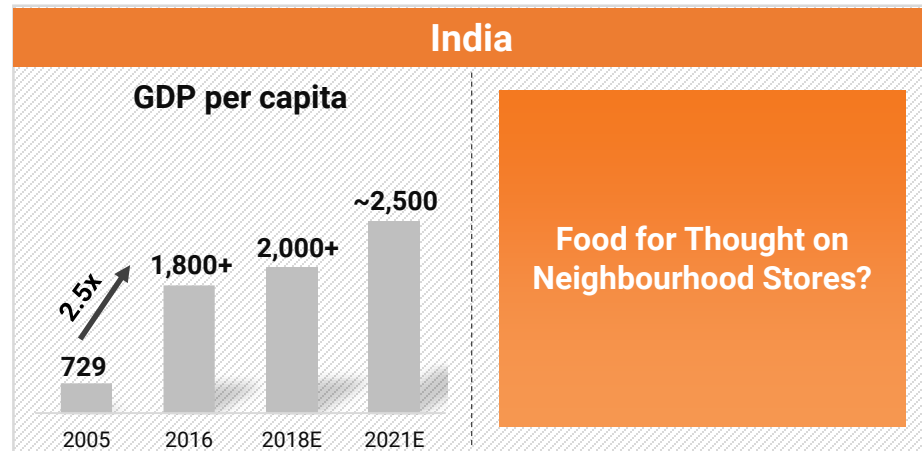 India
GDP per capita
~2,500
2,000+
1,800+
2.5x
729
2005 2016 2018E 2021E
Food for Thought on
Neighbourhood Stores?